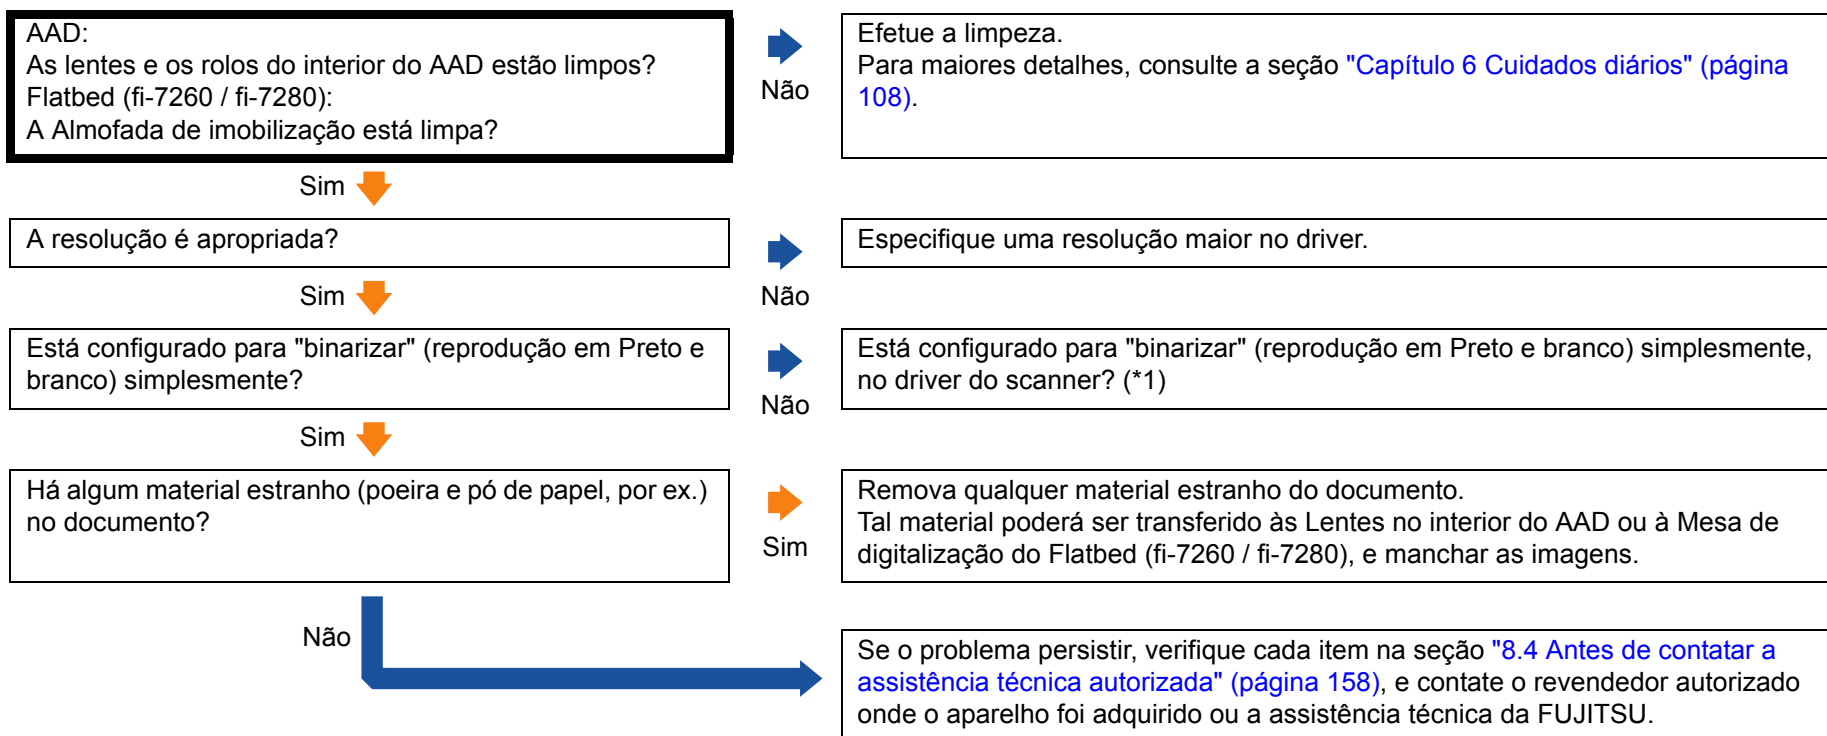 AAD:
As lentes e os rolos do interior do AAD estão limpos?
Flatbed (fi-7260 / fi-7280):
A Almofada de imobilização está limpa?
Não
Efetue a limpeza.
Para maiores detalhes, consulte a seção "Capítulo 6 Cuidados diários" (página
108).
Sim
A resolução é apropriada?
Não
Especifique uma resolução maior no driver.
Sim
Está configurado para "binarizar" (reprodução em Preto e
branco) simplesmente?
Não
Está configurado para "binarizar" (reprodução em Preto e branco) simplesmente,
no driver do scanner? (*1)
Sim
Há algum material estranho (poeira e pó de papel, por ex.)
no documento?
Sim
Remova qualquer material estranho do documento.
Tal material poderá ser transferido às Lentes no interior do AAD ou à Mesa de
digitalização do Flatbed (fi-7260 / fi-7280), e manchar as imagens.
Não
Se o problema persistir, verifique cada item na seção "8.4 Antes de contatar a
assistência técnica autorizada" (página 158), e contate o revendedor autorizado
onde o aparelho foi adquirido ou a assistência técnica da FUJITSU.